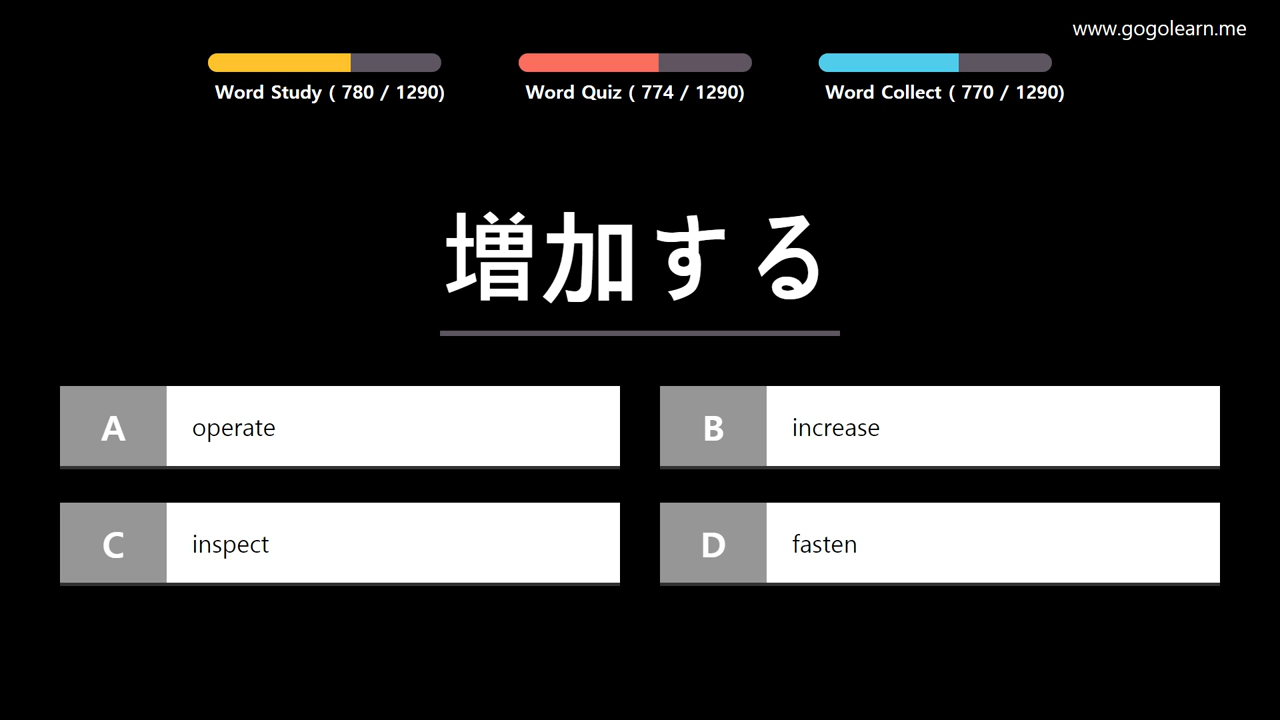 www.gogolearn.me
Word Study ( 780 / 1290)
Word Quiz ( 774 / 1290)
Word Collect ( 770 / 1290)
増加する
A operate
B increase
C inspect
D fasten